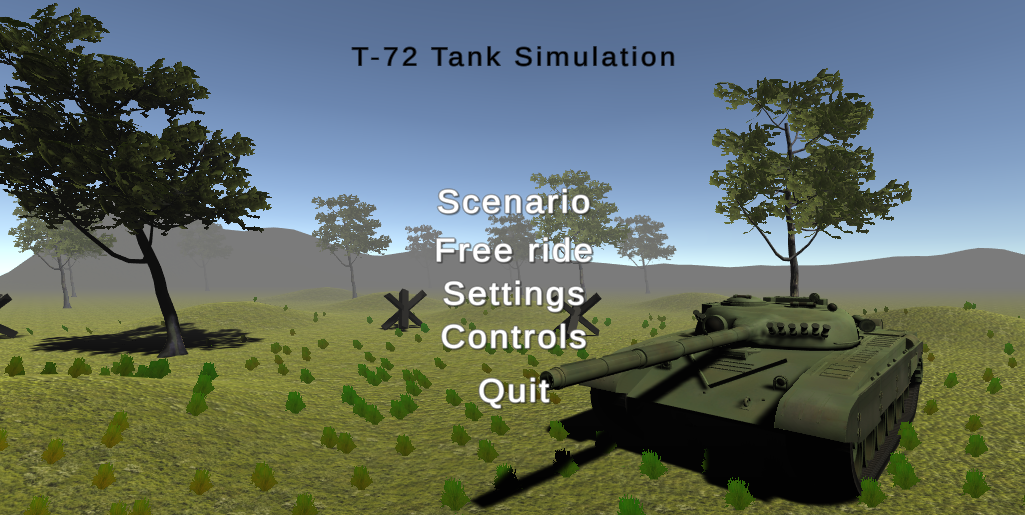 T-72 Tank Simulation
Scenario
Free ride
Settings
Controls
Quit